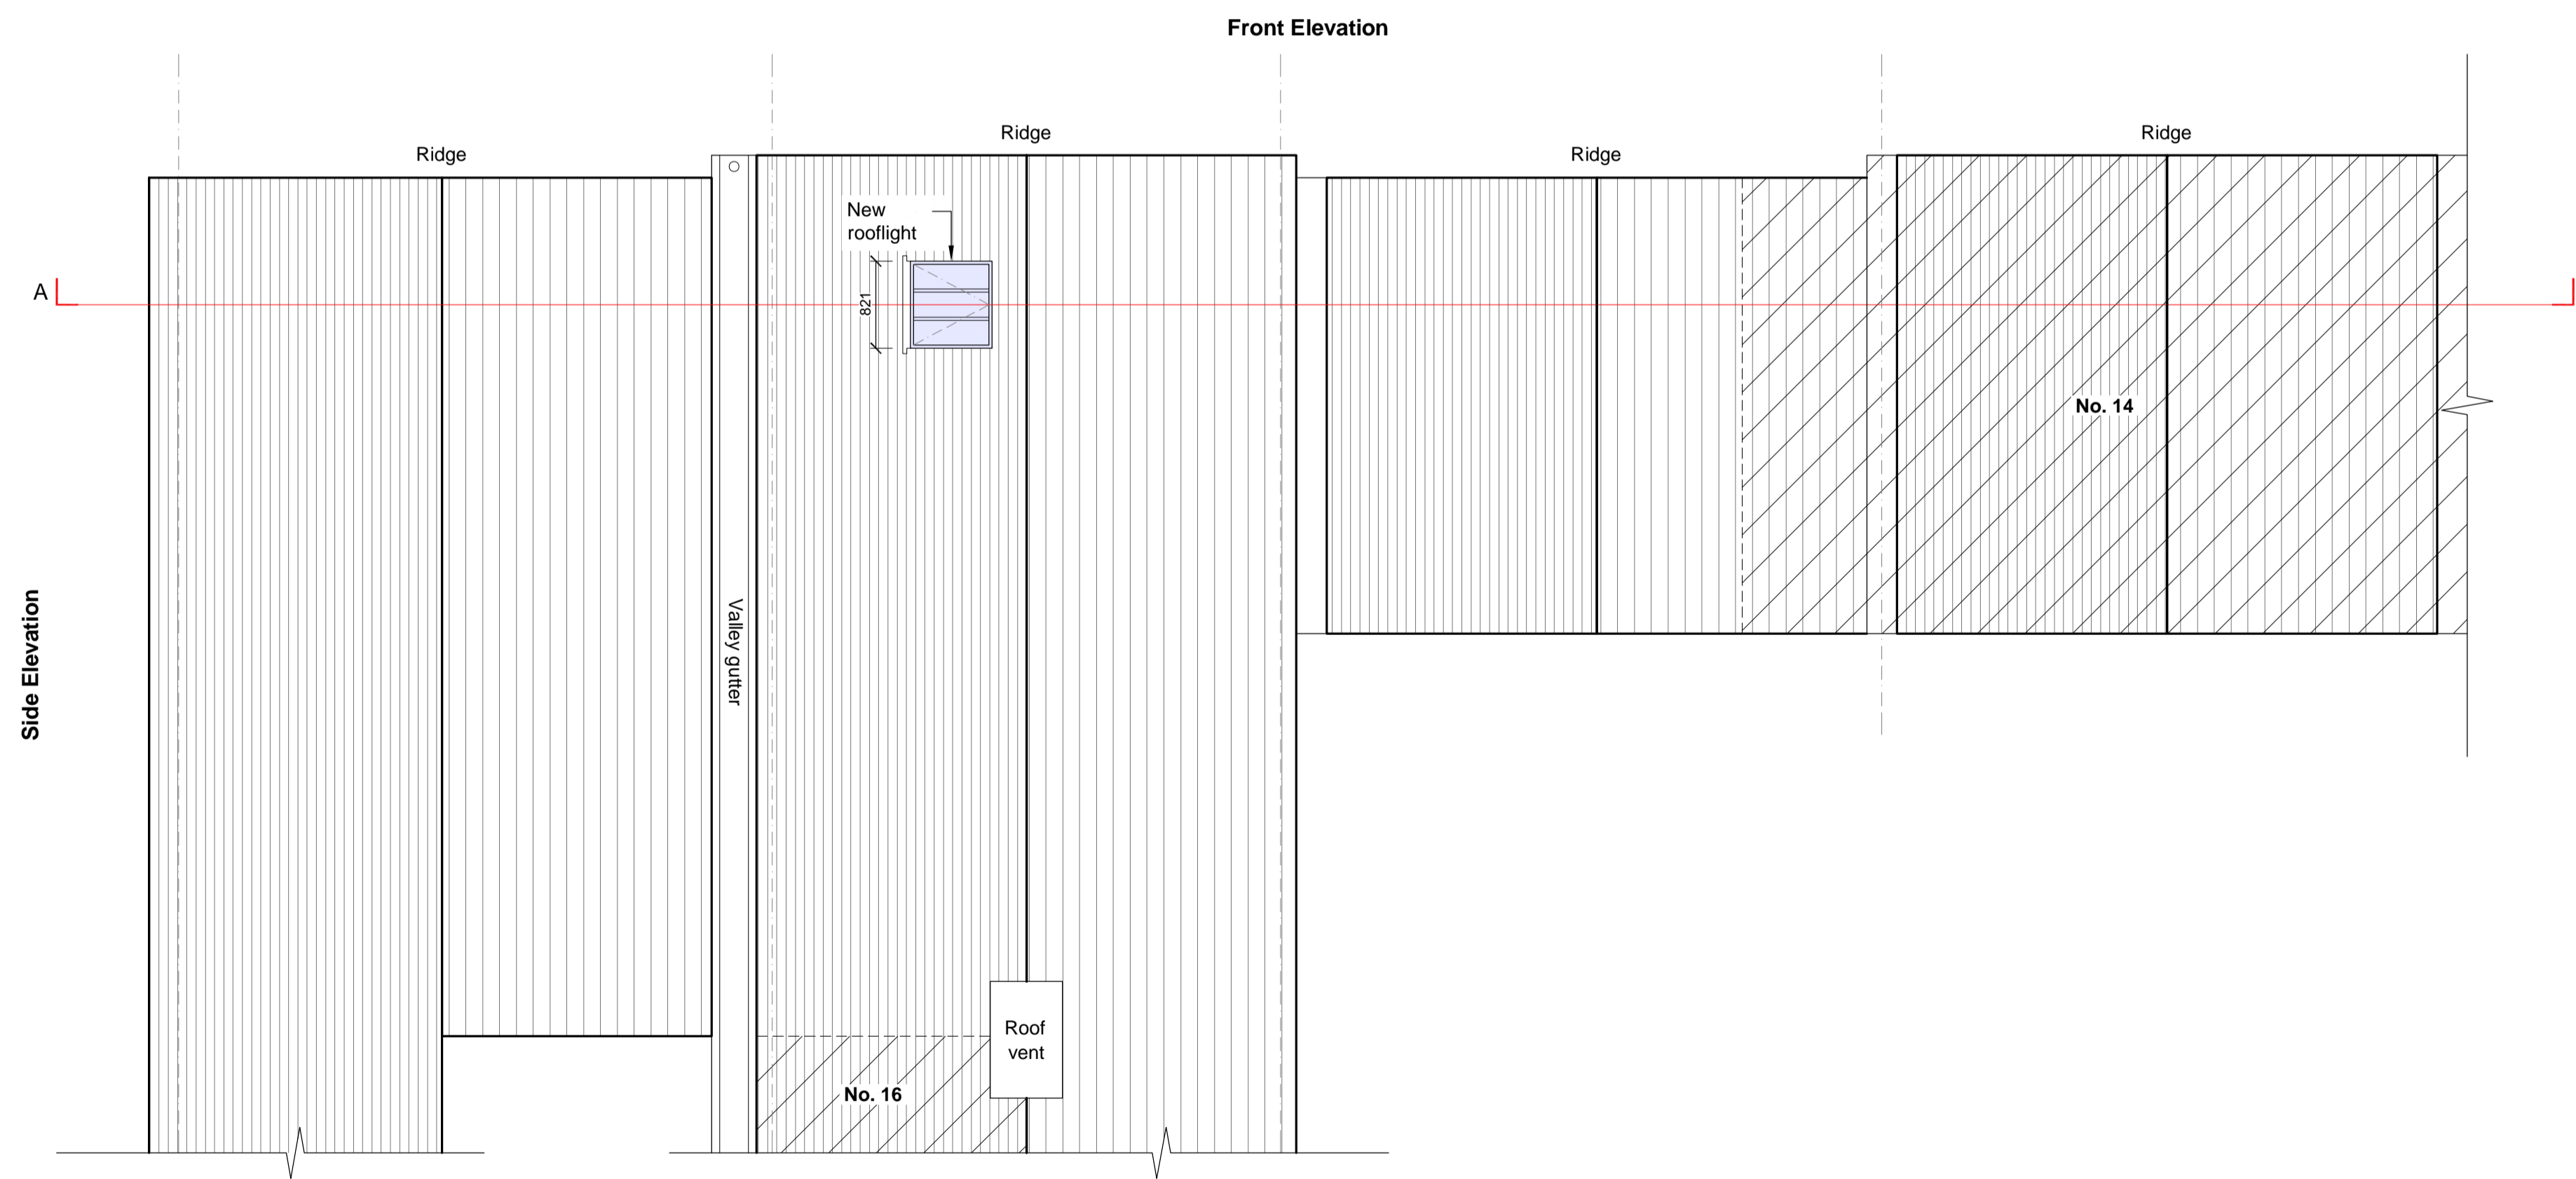 Front Elevation
Ridge
Ridge
Ridge
Ridge
New
rooflight
A
821
No. 14
Side Elevation
Valley gutter
Roof
vent
No. 16